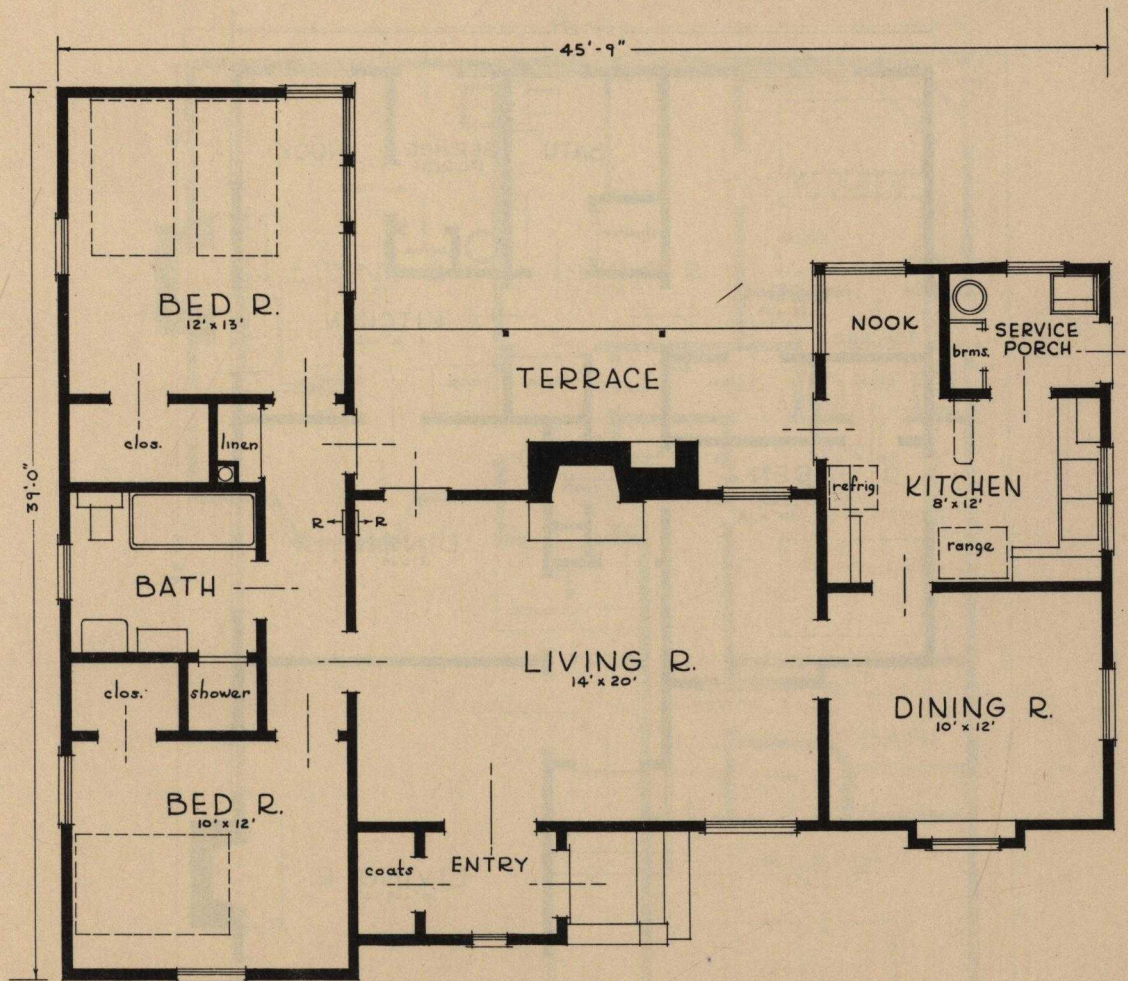 45'-9"
39'-0"
BED R.
12' x 13'
NOOK
SERVICE
PORCH
brms.
TERRACE
clos.
linen
refrig
KITCHEN
8' x 12'
R R
range
BATH
LIVING R.
14' x 20'
clos.
shower
DINING R.
10' x 12'
BED R.
10' x 12'
coats
ENTRY